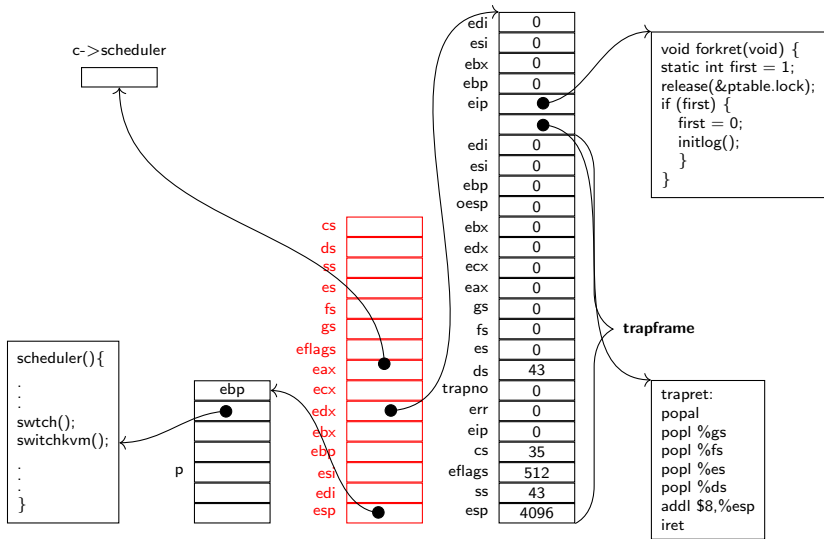 c->scheduler
edi 0
esi 0
ebx 0
ebp 0
eip
edi 0
esi 0
ebp 0
oesp 0
ebx 0
edx 0
ecx 0
eax 0
gs 0
fs 0
es 0
ds 43
trapno 0
err 0
eip 0
cs 35
eflags 512
ss 43
esp 4096
void forkret(void) {
static int first = 1;
release(&ptable.lock);
if (first) {
first = 0;
initlog();
}
}
trapframe
cs
ds
ss
es
fs
gs
eflags
eax
ecx
edx
ebx
ebp
esi
edi
esp
scheduler(){
.
.
.
swtch();
switchkvm();
.
.
.
}
ebp
p
trapret:
popal
popl %gs
popl %fs
popl %es
popl %ds
addl $8,%esp
iret